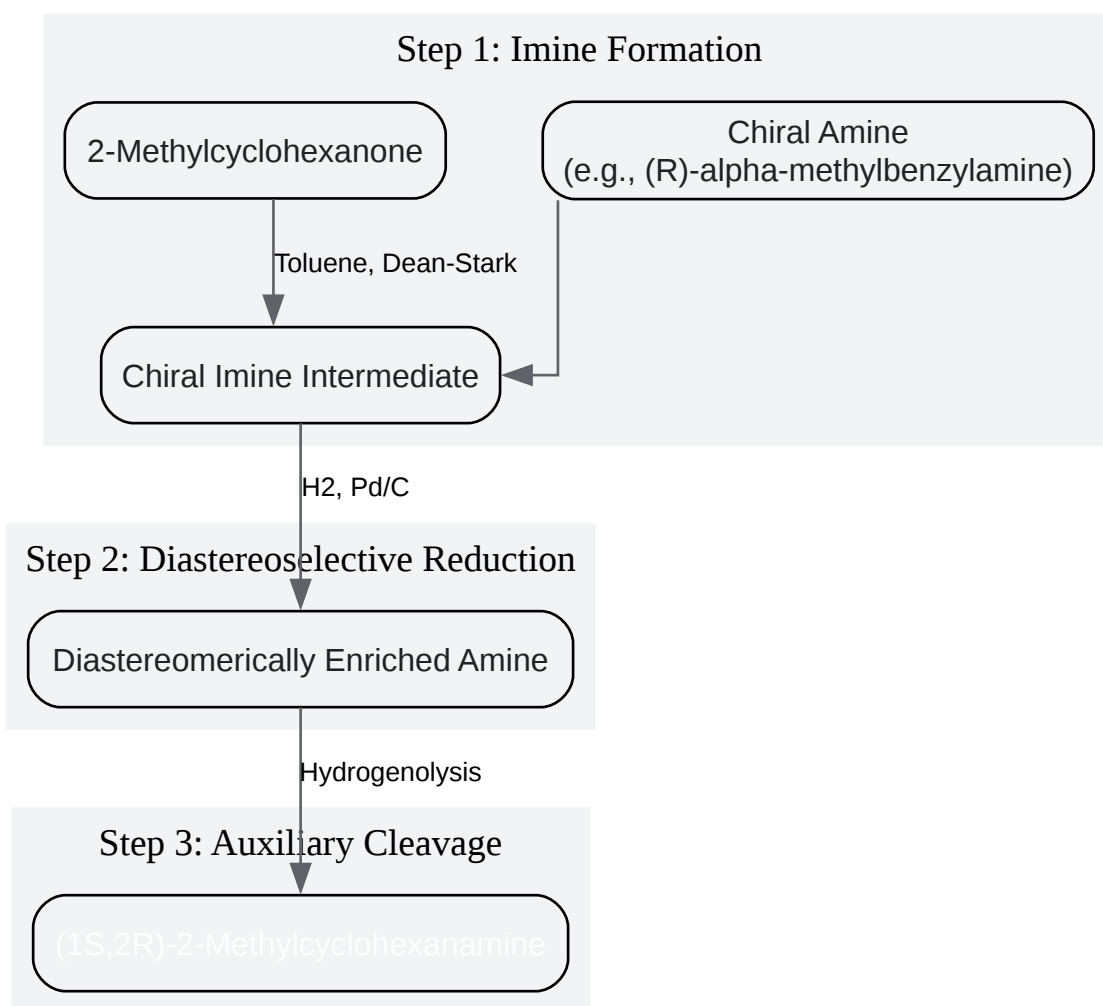 Step 1: Imine Formation
2-Methylcyclohexanone
Chiral Amine
(e.g., (R)-alpha-methylbenzylamine)
Toluene, Dean-Stark
Chiral Imine Intermediate
H2, Pd/C
Step 2: Diastereoselective Reduction
Diastereomerically Enriched Amine
Hydrogenolysis
Step 3: Auxiliary Cleavage
(1S,2R)-2-Methylcyclohexanamine